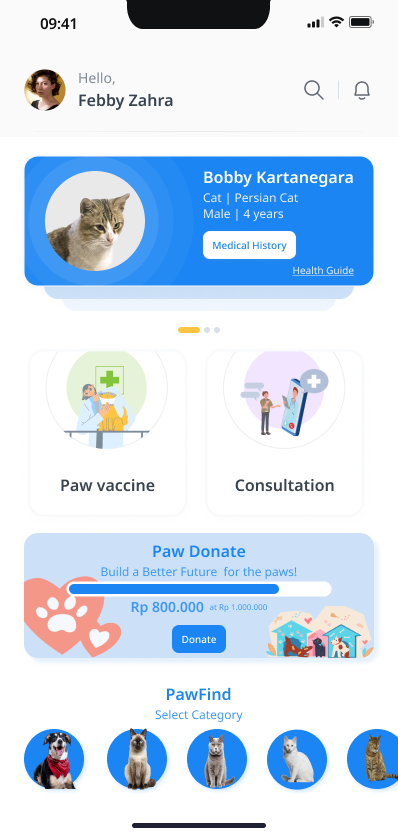 09:41
Hello,
Febby Zahra
Bobby Kartanegara
Cat | Persian Cat
Male | 4 years
Medical History
Health Guide
Paw vaccine
Consultation
Paw Donate
Build a Better Future for the paws!
Rp 800.000 at Rp 1.000.000
Donate
PawFind
Select Category